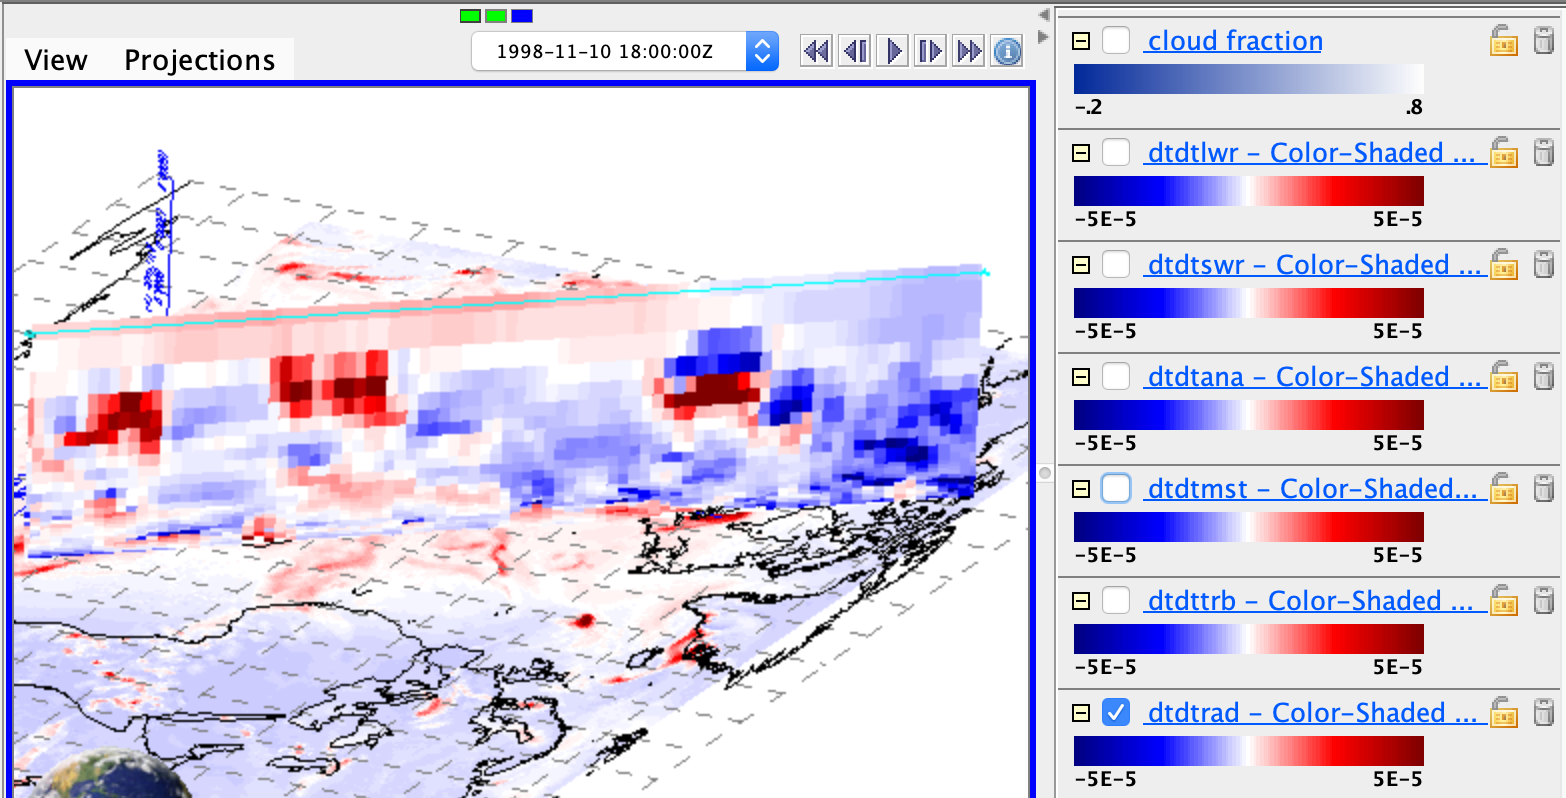 View Projections
1998-11-10 18:00:00Z
cloud fraction
-.2 .8
dtdtlwr - Color-Shaded ...
-5E-5 5E-5
dtdtswr - Color-Shaded ...
-5E-5 5E-5
dtdtana - Color-Shaded ...
-5E-5 5E-5
dtdtmst - Color-Shaded...
-5E-5 5E-5
dtdttrb - Color-Shaded ...
-5E-5 5E-5
dtdtrad - Color-Shaded ...
-5E-5 5E-5